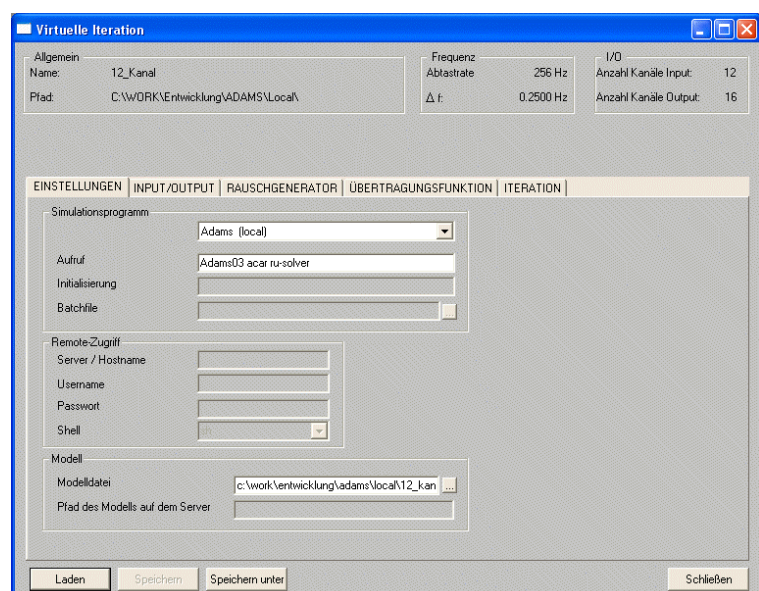 Virtuelle Iteration
Allgemein
Name: 12_Kanal
Pfad: C:\WORK\Entwicklung\ADAMS\Local\
Frequenz
Abtastrate 256 Hz
Δ f: 0.2500 Hz
I/O
Anzahl Kanäle Input: 12
Anzahl Kanäle Output: 16
EINSTELLUNGEN INPUT/OUTPUT RAUSCHGENERATOR ÜBERTRAGUNGSFUNKTION ITERATION
Simulationsprogramm
Adams (local)
Aufruf Adams03 acar ru-solver
Initialisierung
Batchfile ...
Remote-Zugriff
Server / Hostname
Username
Passwort
Shell sh
Modell
Modelldatei c:\work\entwicklung\adams\local\12_kan ...
Pfad des Modells auf dem Server
Laden Speichern Speichern unter Schließen